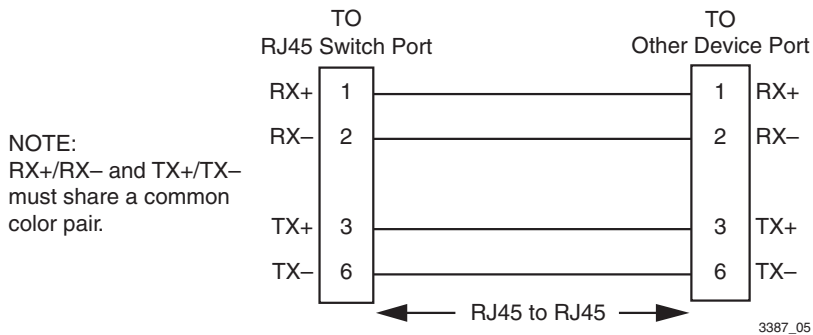 TO
RJ45 Switch Port
TO
Other Device Port
RX+ 1 1 RX+
RX– 2 2 RX–
NOTE:
RX+/RX– and TX+/TX–
must share a common
color pair.
TX+ 3 3 TX+
TX– 6 6 TX–
RJ45 to RJ45
3387_05